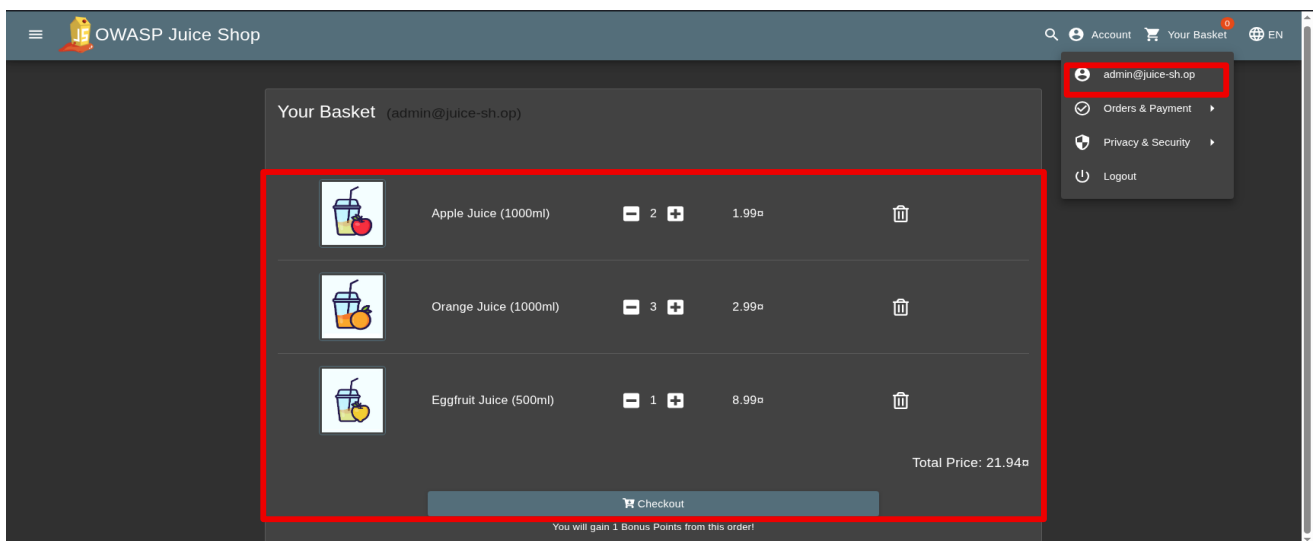 OWASP Juice Shop
Account
Your Basket
0
EN
admin@juice-sh.op
Orders & Payment
Privacy & Security
Logout
Your Basket (admin@juice-sh.op)
Apple Juice (1000ml) 2 1.99¤
Orange Juice (1000ml) 3 2.99¤
Eggfruit Juice (500ml) 1 8.99¤
Total Price: 21.94¤
Checkout
You will gain 1 Bonus Points from this order!